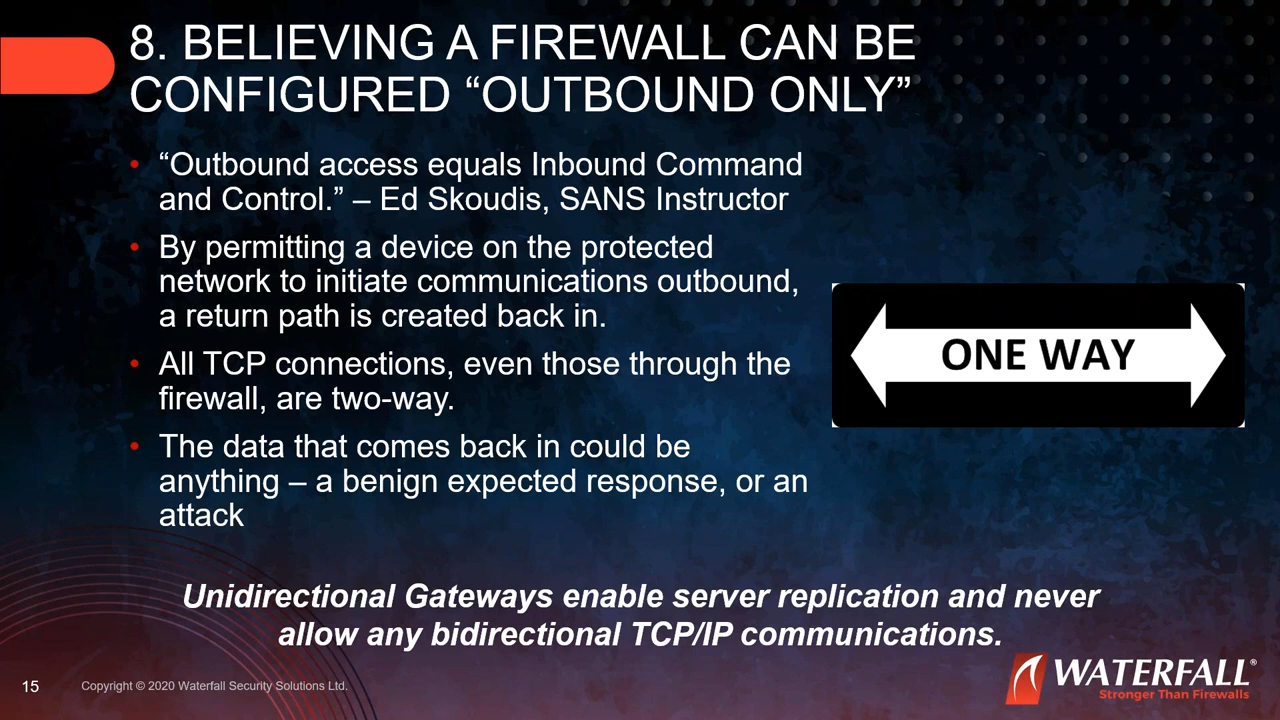 8. BELIEVING A FIREWALL CAN BE
CONFIGURED “OUTBOUND ONLY”
• “Outbound access equals Inbound Command
and Control.” – Ed Skoudis, SANS Instructor
• By permitting a device on the protected
network to initiate communications outbound,
a return path is created back in.
• All TCP connections, even those through the
firewall, are two-way.
• The data that comes back in could be
anything – a benign expected response, or an
attack
ONE WAY
Unidirectional Gateways enable server replication and never
allow any bidirectional TCP/IP communications.
15
Copyright © 2020 Waterfall Security Solutions Ltd.
WATERFALL®
Stronger Than Firewalls